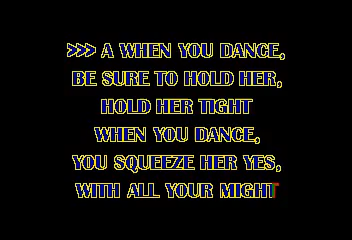 >>> A WHEN YOU DANCE,
BE SURE TO HOLD HER,
HOLD HER TIGHT
WHEN YOU DANCE,
YOU SQUEEZE HER YES,
WITH ALL YOUR MIGHT